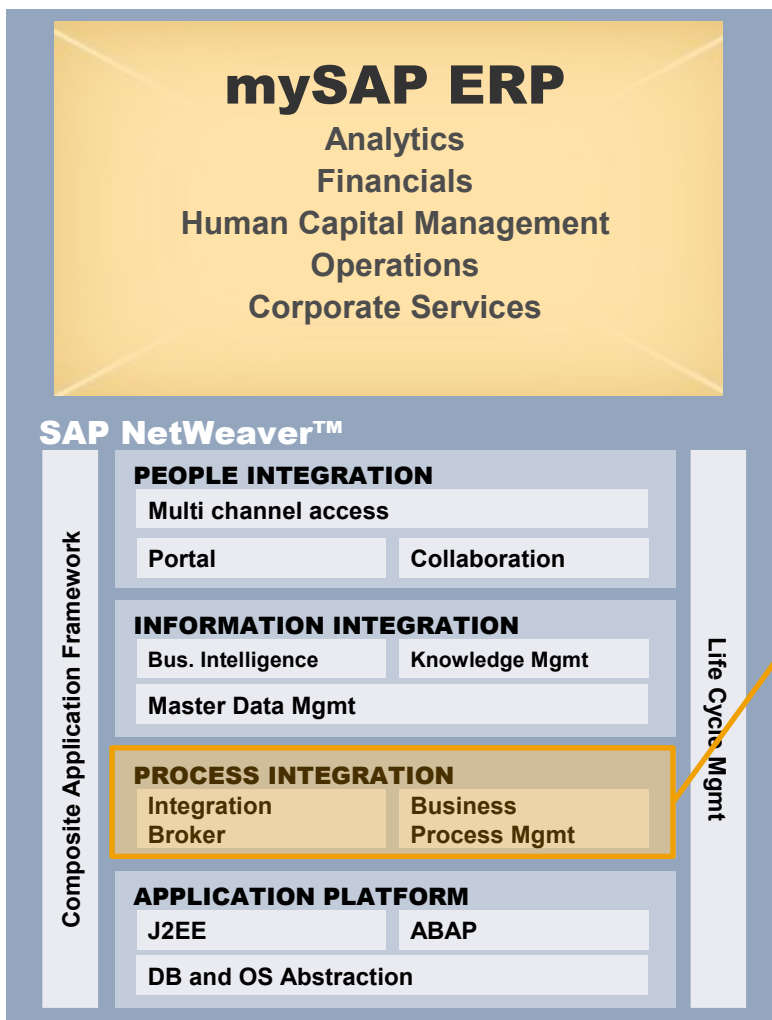 mySAP ERP
Analytics
Financials
Human Capital Management
Operations
Corporate Services
SAP NetWeaver™
Composite Application Framework
PEOPLE INTEGRATION
Multi channel access
Portal
Collaboration
INFORMATION INTEGRATION
Bus. Intelligence
Knowledge Mgmt
Master Data Mgmt
PROCESS INTEGRATION
Integration
Broker
Business
Process Mgmt
APPLICATION PLATFORM
J2EE
ABAP
DB and OS Abstraction
Life Cycle Mgmt